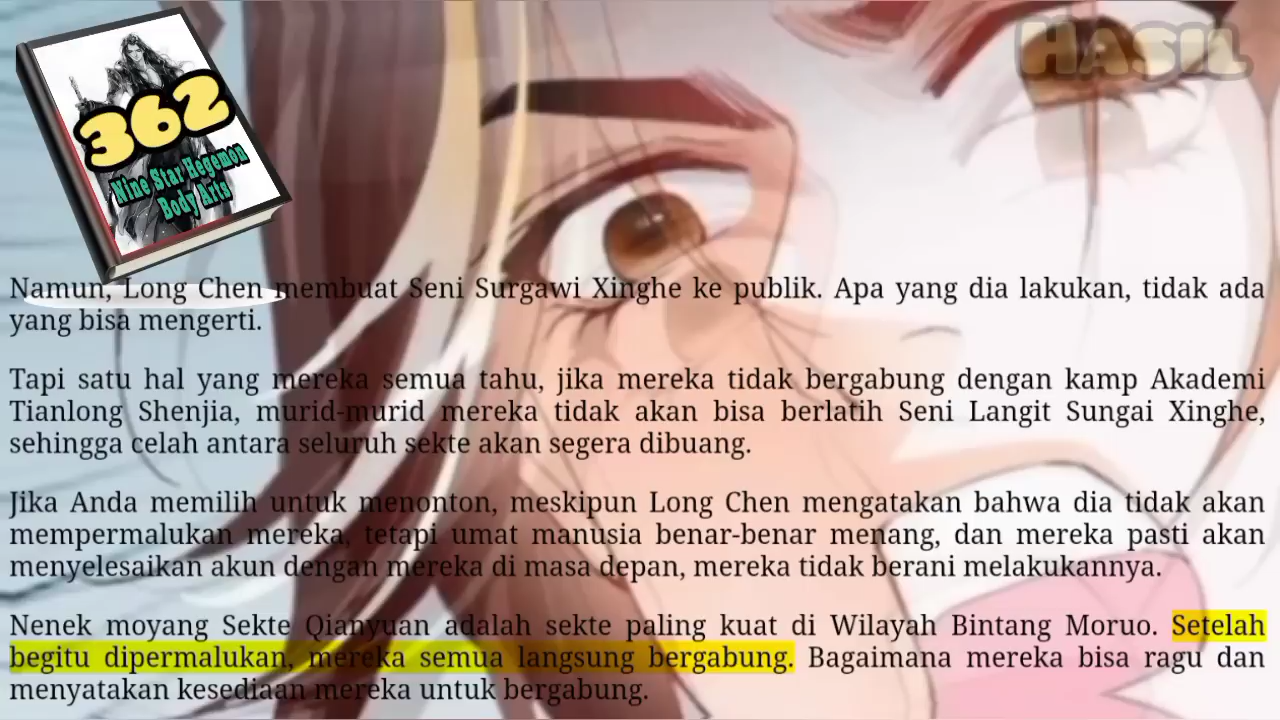 HASIL
362
Nine Star Hegemon
Body Arts
Namun, Long Chen membuat Seni Surgawi Xinghe ke publik. Apa yang dia lakukan, tidak ada
yang bisa mengerti.
Tapi satu hal yang mereka semua tahu, jika mereka tidak bergabung dengan kamp Akademi
Tianlong Shenjia, murid-murid mereka tidak akan bisa berlatih Seni Langit Sungai Xinghe,
sehingga celah antara seluruh sekte akan segera dibuang.
Jika Anda memilih untuk menonton, meskipun Long Chen mengatakan bahwa dia tidak akan
mempermalukan mereka, tetapi umat manusia benar-benar menang, dan mereka pasti akan
menyelesaikan akun dengan mereka di masa depan, mereka tidak berani melakukannya.
Nenek moyang Sekte Qianyuan adalah sekte paling kuat di Wilayah Bintang Moruo. Setelah
begitu dipermalukan, mereka semua langsung bergabung. Bagaimana mereka bisa ragu dan
menyatakan kesediaan mereka untuk bergabung.